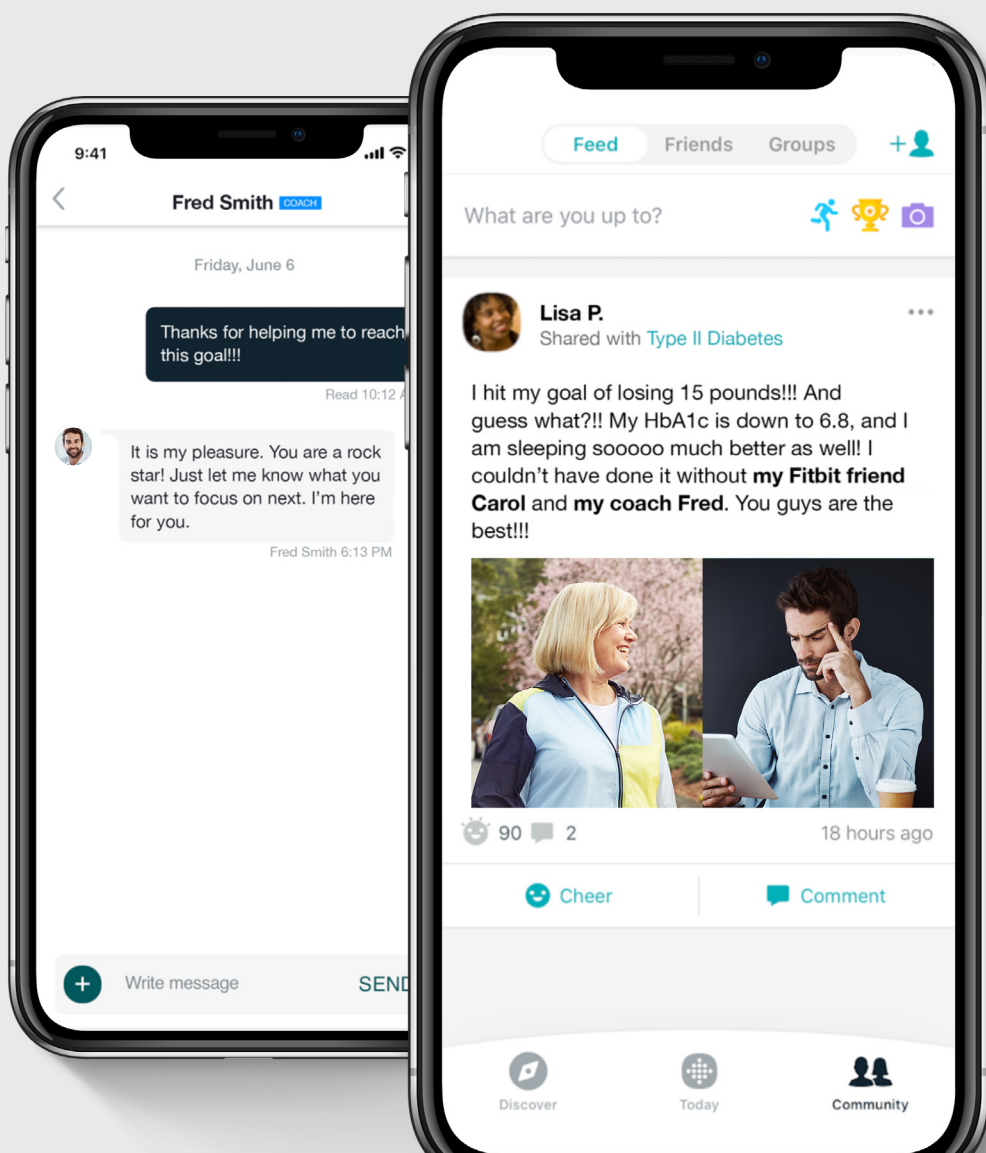 9:41
Fred Smith COACH
Friday, June 6
Thanks for helping me to reach
this goal!!!
Read 10:12
It is my pleasure. You are a rock
star! Just let me know what you
want to focus on next. I'm here
for you.
Fred Smith 6:13 PM
Write message
SEND
Feed Friends Groups
What are you up to?
Lisa P.
Shared with Type II Diabetes
I hit my goal of losing 15 pounds!!! And
guess what?!! My HbA1c is down to 6.8, and I
am sleeping sooooo much better as well! I
couldn't have done it without my Fitbit friend
Carol and my coach Fred. You guys are the
best!!!
90 2
18 hours ago
Cheer
Comment
Discover
Today
Community